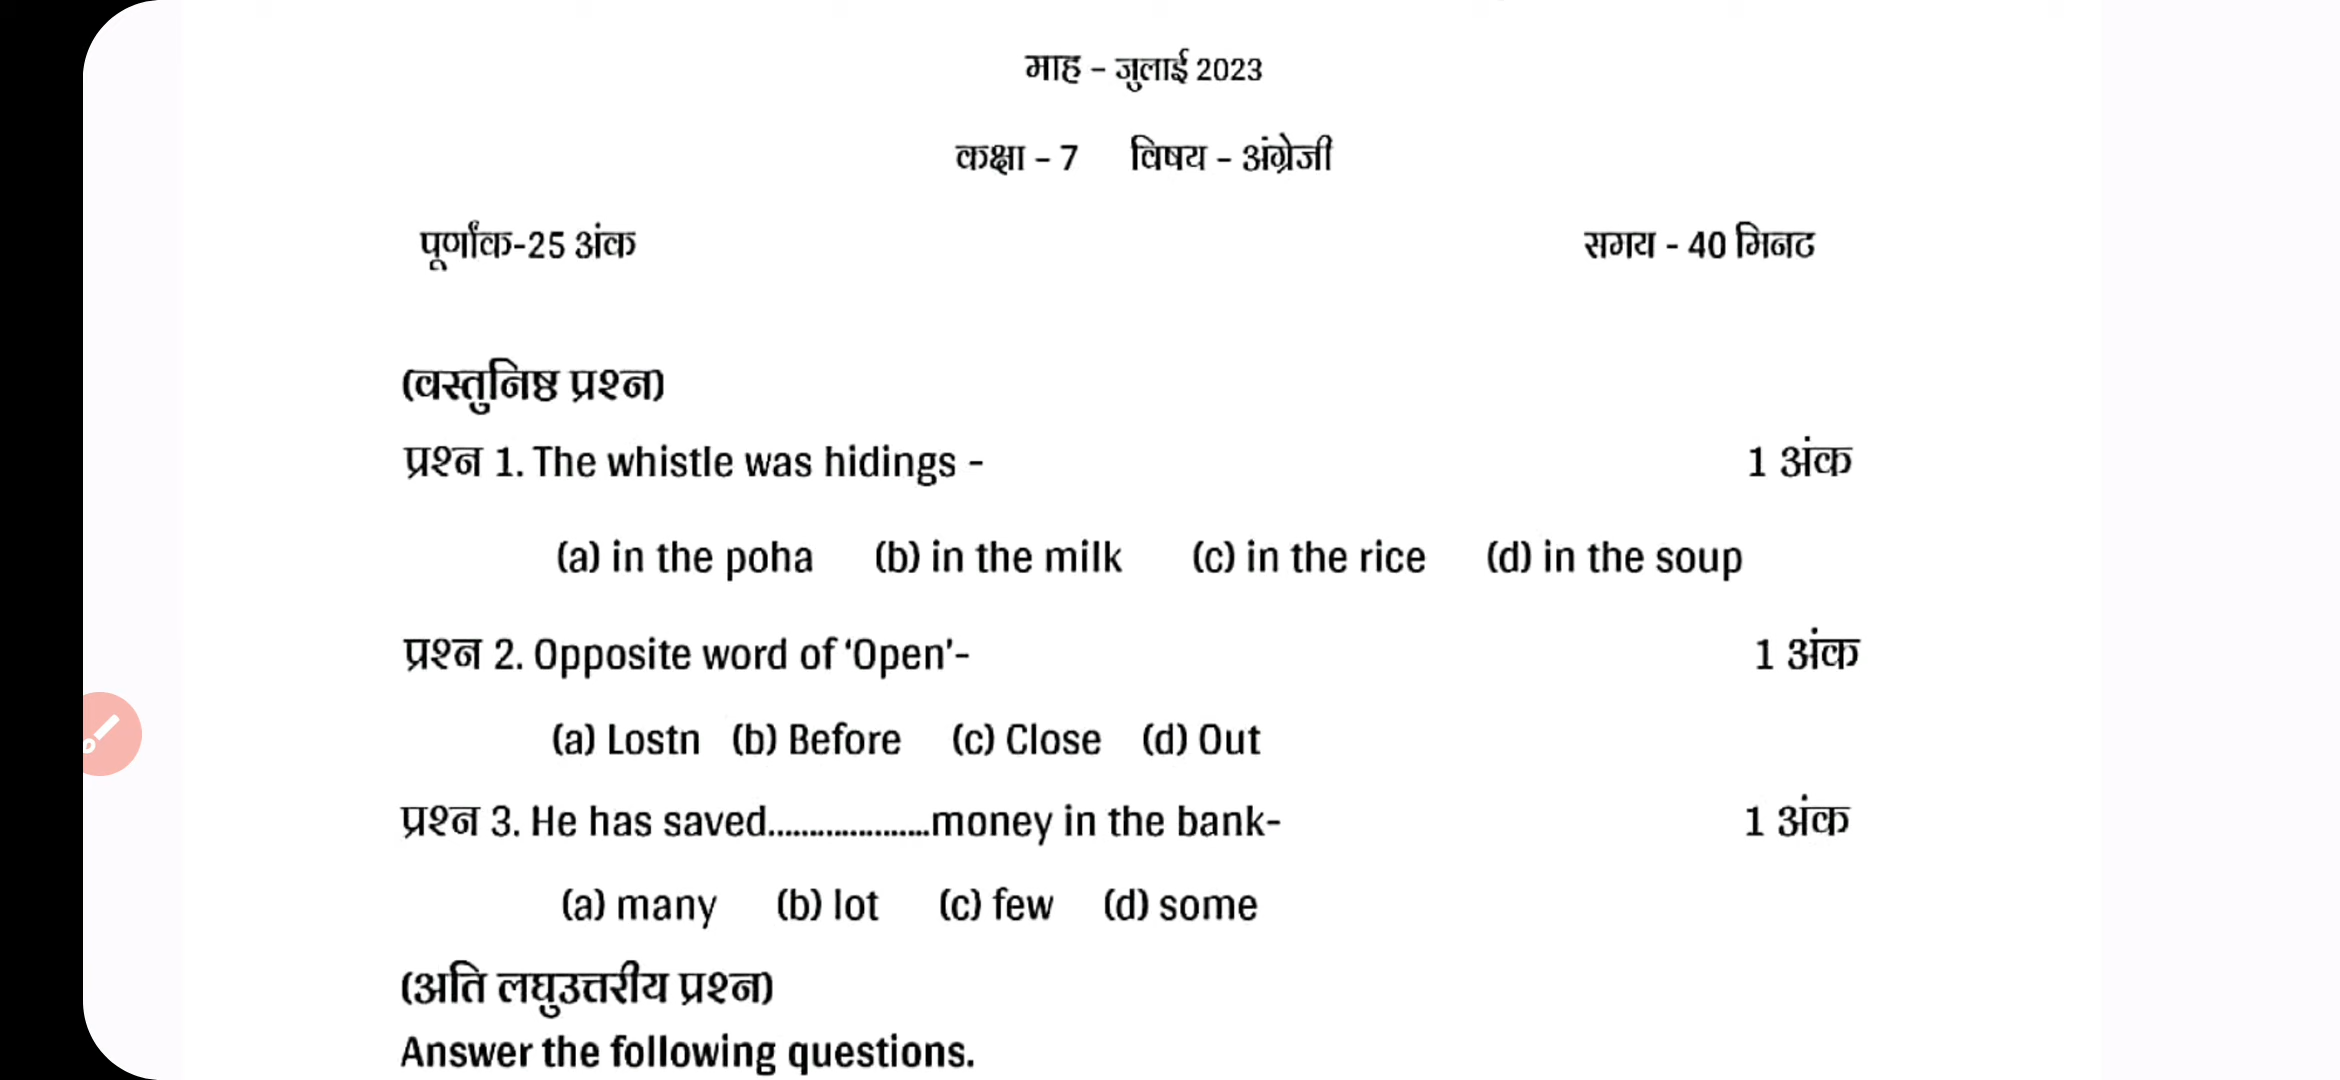 माह - जुलाई 2023
कक्षा - 7 विषय - अंग्रेजी
पूर्णांक-25 अंक समय - 40 मिनट
(वस्तुनिष्ठ प्रश्न)
प्रश्न 1. The whistle was hidings - 1 अंक
(a) in the poha (b) in the milk (c) in the rice (d) in the soup
प्रश्न 2. Opposite word of ‘Open’- 1 अंक
(a) Lostn (b) Before (c) Close (d) Out
प्रश्न 3. He has saved....................money in the bank- 1 अंक
(a) many (b) lot (c) few (d) some
(अति लघुउत्तरीय प्रश्न)
Answer the following questions.